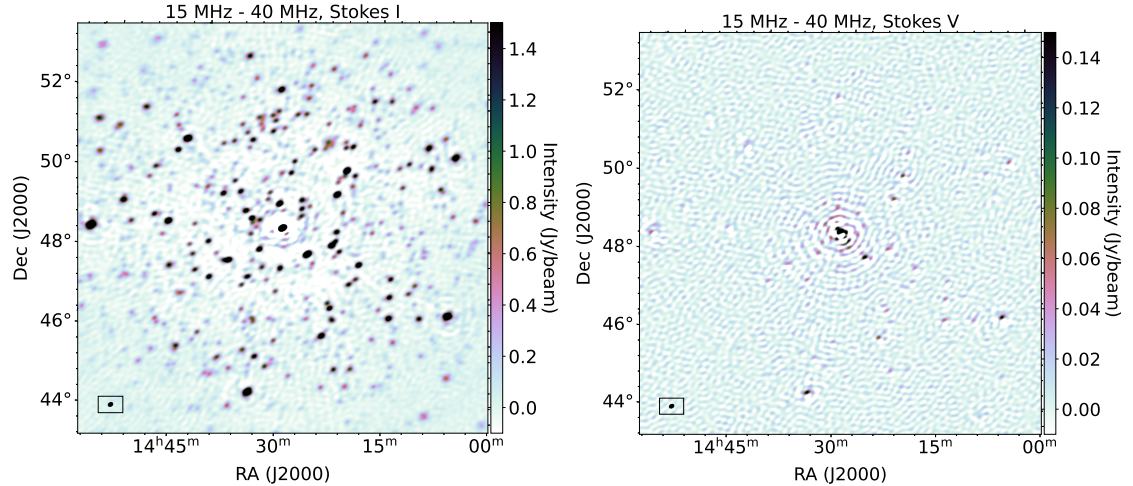 15 MHz - 40 MHz, Stokes I
52°
50°
48°
46°
44°
Dec (J2000)
14ʰ45ᵐ 30ᵐ 15ᵐ 00ᵐ
RA (J2000)
1.4
1.2
1.0
0.8
0.6
0.4
0.2
0.0
Intensity (Jy/beam)
15 MHz - 40 MHz, Stokes V
52°
50°
48°
46°
44°
Dec (J2000)
14ʰ45ᵐ 30ᵐ 15ᵐ 00ᵐ
RA (J2000)
0.14
0.12
0.10
0.08
0.06
0.04
0.02
0.00
Intensity (Jy/beam)